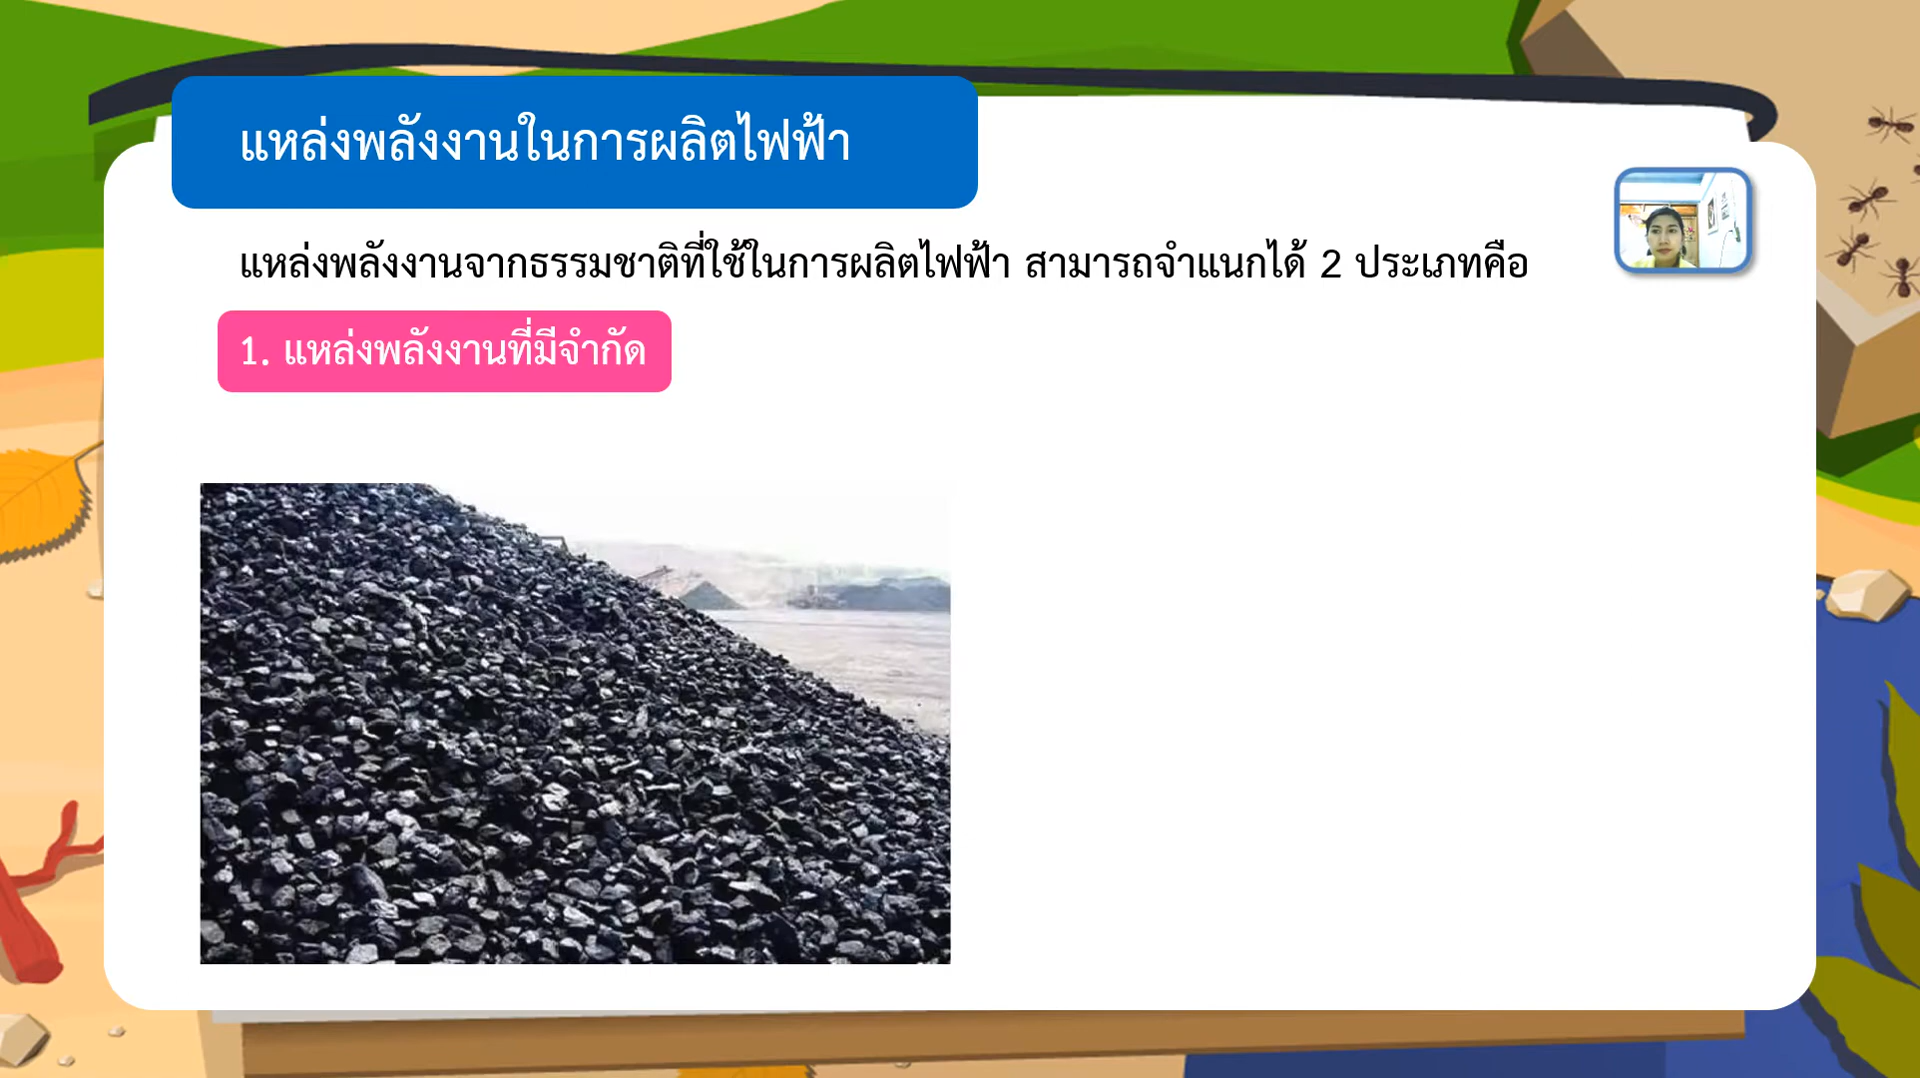 แหล่งพลังงานในการผลิตไฟฟ้า
แหล่งพลังงานจากธรรมชาติที่ใช้ในการผลิตไฟฟ้า สามารถจำแนกได้ 2 ประเภทคือ
1. แหล่งพลังงานที่มีจำกัด